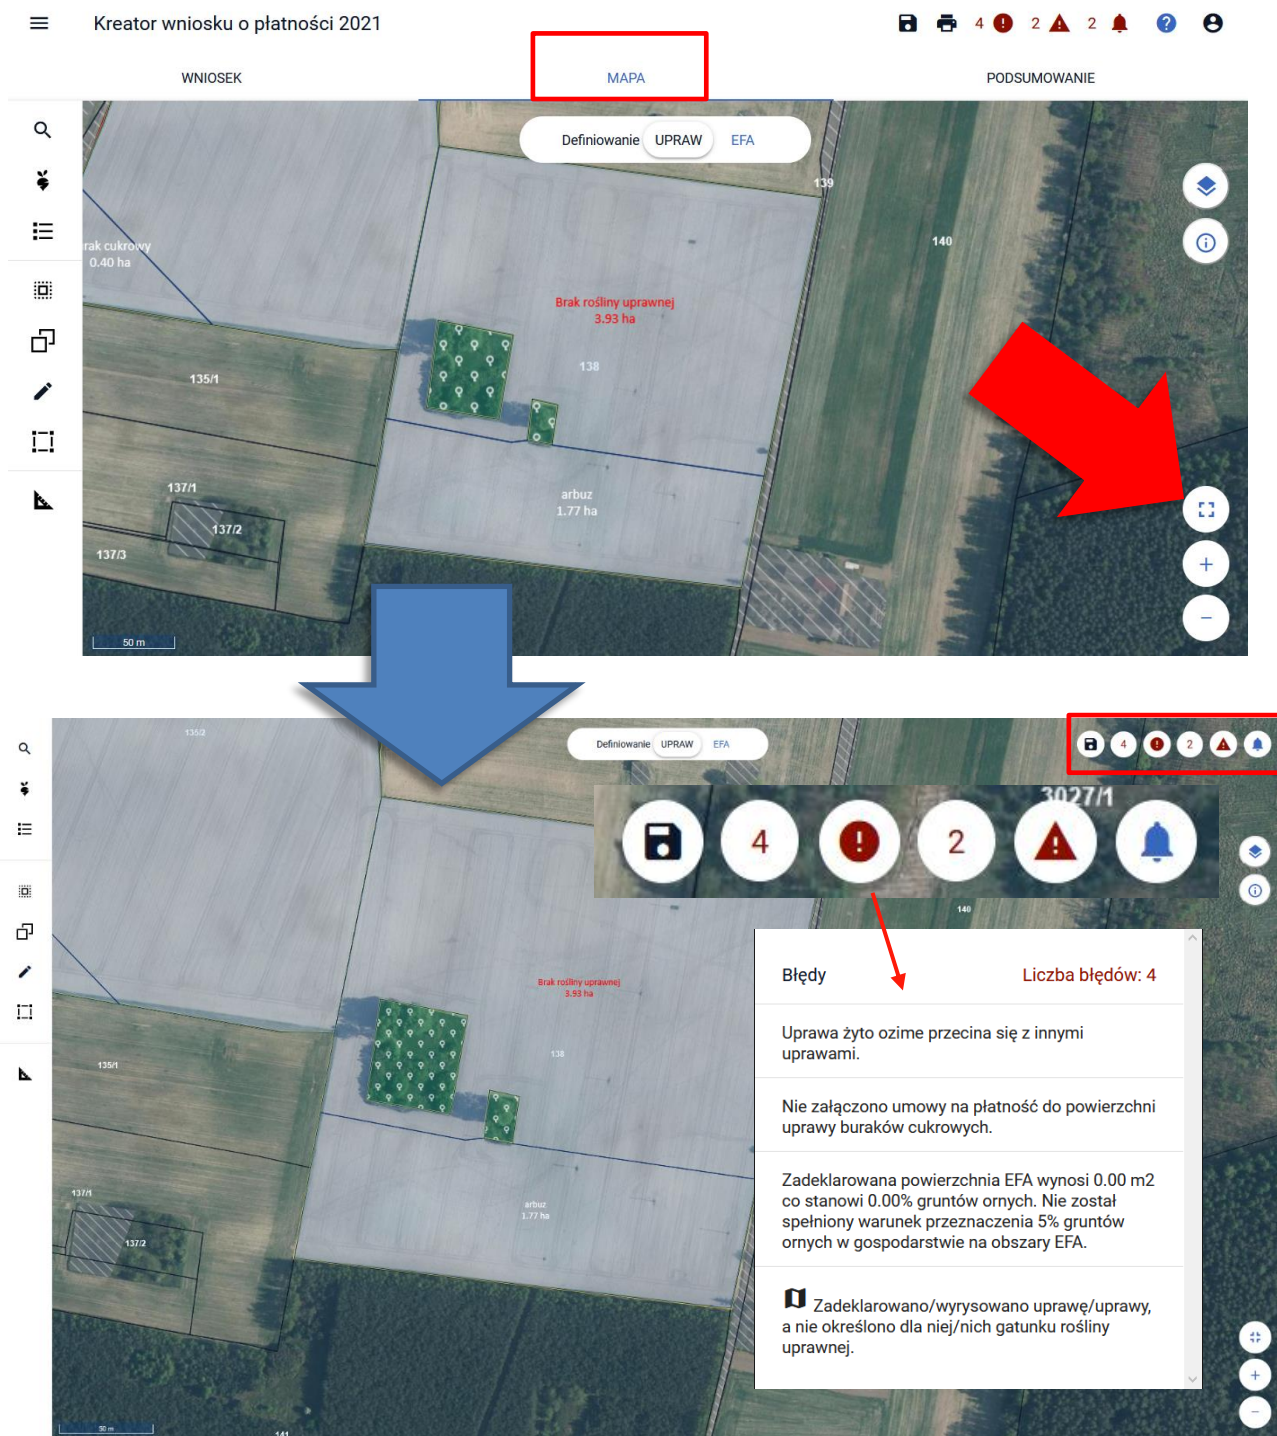 Kreator wniosku o płatności 2021
4
2
2
WNIOSEK
MAPA
PODSUMOWANIE
Definiowanie UPRAW EFA
139
140
rak cukrowy
0.40 ha
Brak rośliny uprawnej
3.93 ha
138
135/1
arbuz
1.77 ha
137/1
137/2
137/3
50 m
135/2
Definiowanie UPRAW EFA
4
2
3027/1
4
2
140
Błędy
Liczba błędów: 4
Uprawa żyto ozime przecina się z innymi
uprawami.
Nie załączono umowy na płatność do powierzchni
uprawy buraków cukrowych.
Zadeklarowana powierzchnia EFA wynosi 0.00 m2
co stanowi 0.00% gruntów ornych. Nie został
spełniony warunek przeznaczenia 5% gruntów
ornych w gospodarstwie na obszary EFA.
Zadeklarowano/wyrysowano uprawę/uprawy,
a nie określono dla niej/nich gatunku rośliny
uprawnej.
Brak rośliny uprawnej
3.93 ha
138
135/1
137/1
arbuz
1.77 ha
137/2
50 m
141